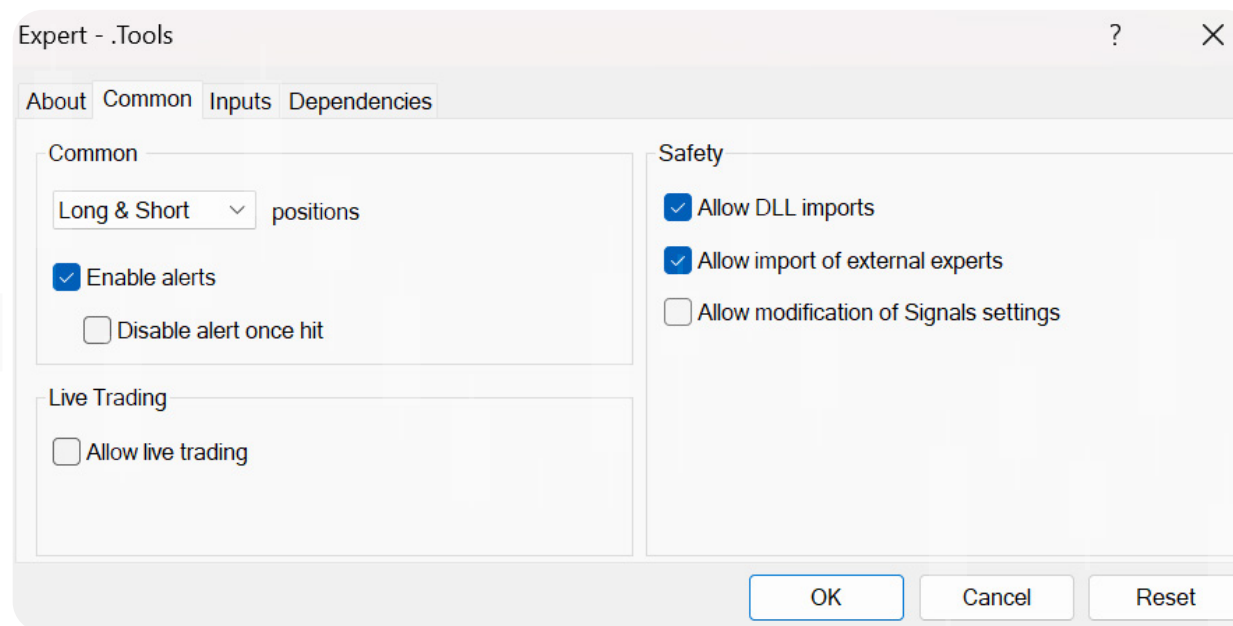 Expert - .Tools
?
About Common Inputs Dependencies
Common
Long & Short positions
Enable alerts
Disable alert once hit
Live Trading
Allow live trading
Safety
Allow DLL imports
Allow import of external experts
Allow modification of Signals settings
OK Cancel Reset